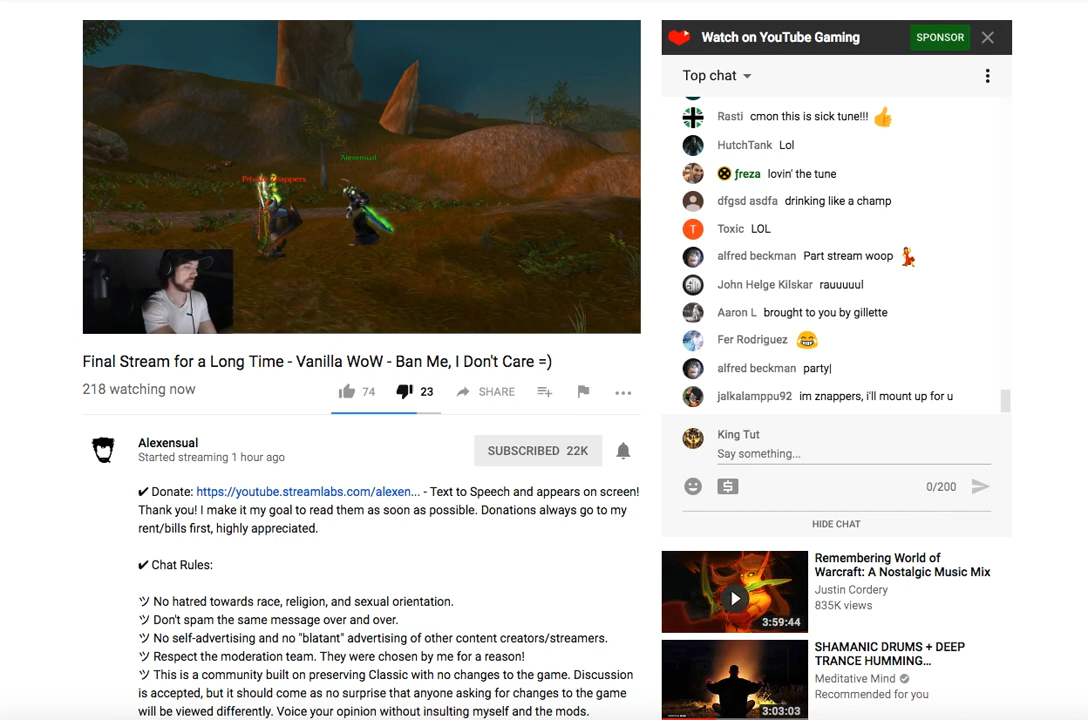 Alexensual
Watch on YouTube Gaming
SPONSOR
Top chat
Rasti cmon this is sick tune!!! 👍
HutchTank Lol
ƒreza lovin' the tune
dfgsd asdfa drinking like a champ
T Toxic LOL
alfred beckman Part stream woop 💃
John Helge Kilskar rauuuuul
Aaron L brought to you by gillette
Fer Rodriguez 😂
alfred beckman party|
jalkalamppu92 im znappers, i'll mount up for u
King Tut
Say something...
0/200
HIDE CHAT
Final Stream for a Long Time - Vanilla WoW - Ban Me, I Don't Care =)
218 watching now
74 23 SHARE
Alexensual
Started streaming 1 hour ago
SUBSCRIBED 22K
✔ Donate: https://youtube.streamlabs.com/alexen... - Text to Speech and appears on screen!
Thank you! I make it my goal to read them as soon as possible. Donations always go to my
rent/bills first, highly appreciated.
✔ Chat Rules:
ツ No hatred towards race, religion, and sexual orientation.
ツ Don't spam the same message over and over.
ツ No self-advertising and no "blatant" advertising of other content creators/streamers.
ツ Respect the moderation team. They were chosen by me for a reason!
ツ This is a community built on preserving Classic with no changes to the game. Discussion
is accepted, but it should come as no surprise that anyone asking for changes to the game
will be viewed differently. Voice your opinion without insulting myself and the mods.
3:59:44
Remembering World of
Warcraft: A Nostalgic Music Mix
Justin Cordery
835K views
3:03:03
SHAMANIC DRUMS + DEEP
TRANCE HUMMING...
Meditative Mind
Recommended for you